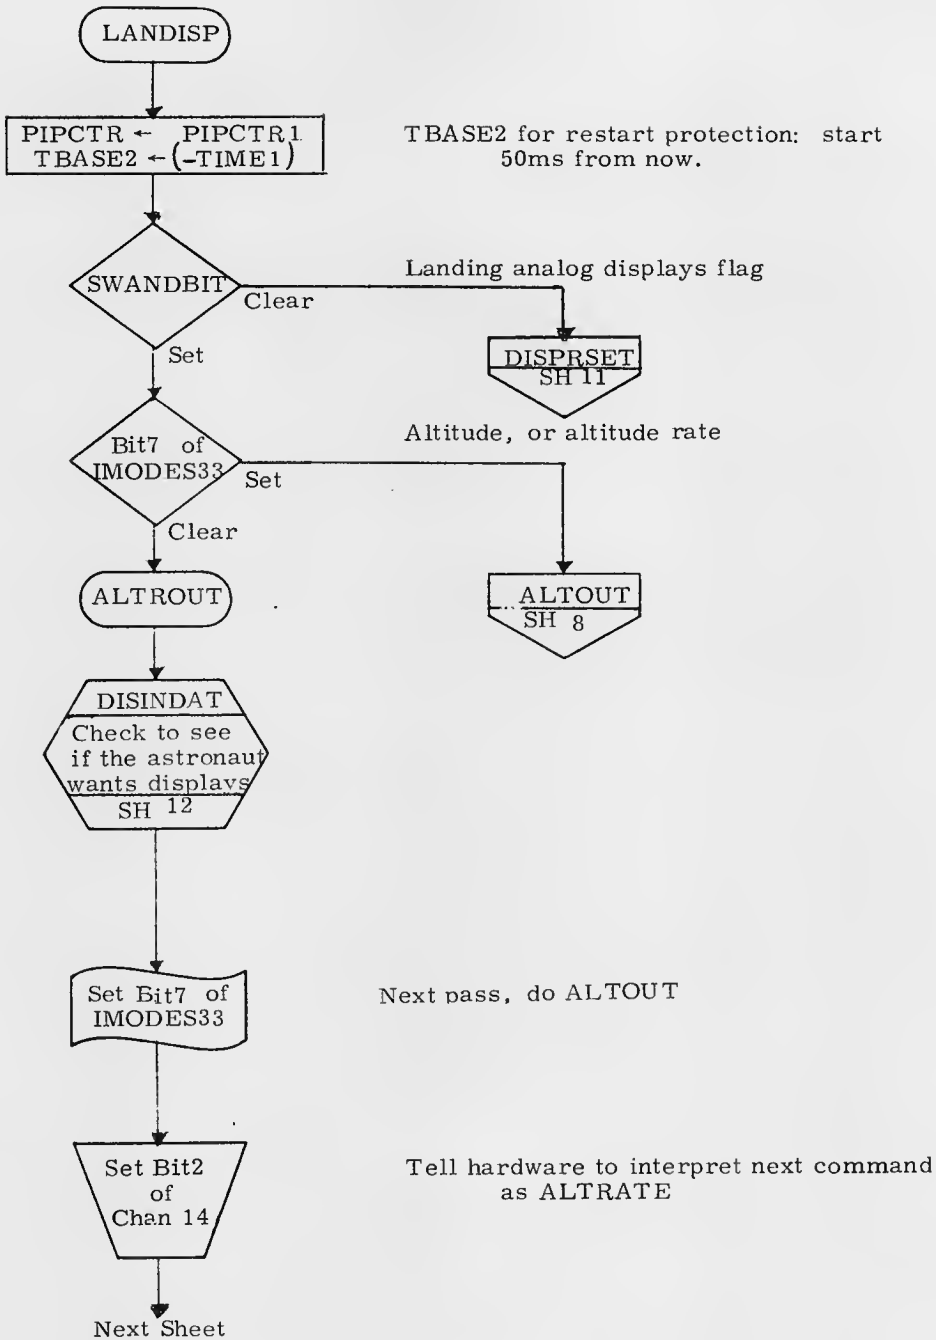 LANDISP
PIPCTR ← PIPCTR1
TBASE2 ← (-TIME1)
TBASE2 for restart protection: start
50ms from now.
SWANDBIT
Clear
Landing analog displays flag
Set
DISPRSET
SH 11
Bit7 of
IMODES33
Set
Altitude, or altitude rate
Clear
ALTROUT
ALTOUT
SH 8
DISINDAT
Check to see
if the astronaut
wants displays
SH 12
Set Bit7 of
IMODES33
Next pass, do ALTOUT
Set Bit2
of
Chan 14
Tell hardware to interpret next command
as ALTRATE
Next Sheet